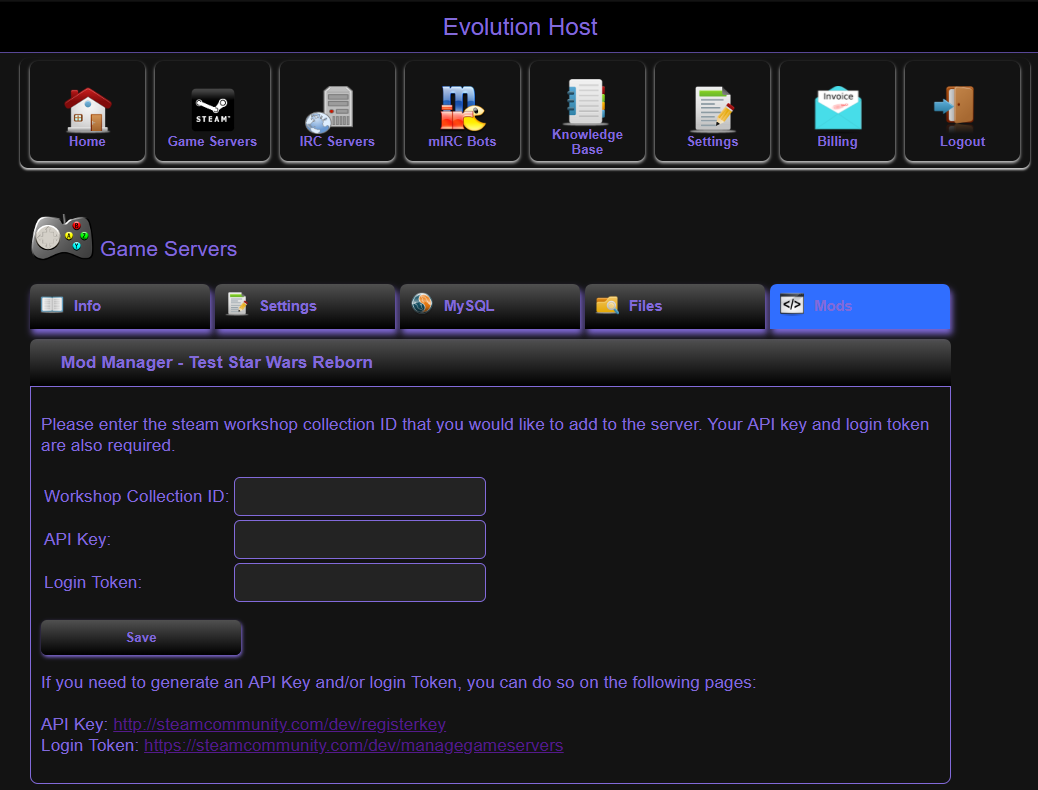 Evolution Host
Home
STEAM
Game Servers
IRC Servers
mIRC Bots
Knowledge
Base
Settings
Invoice
Billing
Logout
Game Servers
Info
Settings
MySQL
Files
</> Mods
Mod Manager - Test Star Wars Reborn
Please enter the steam workshop collection ID that you would like to add to the server. Your API key and login token
are also required.
Workshop Collection ID:
API Key:
Login Token:
Save
If you need to generate an API Key and/or login Token, you can do so on the following pages:
API Key: http://steamcommunity.com/dev/registerkey
Login Token: https://steamcommunity.com/dev/managegameservers